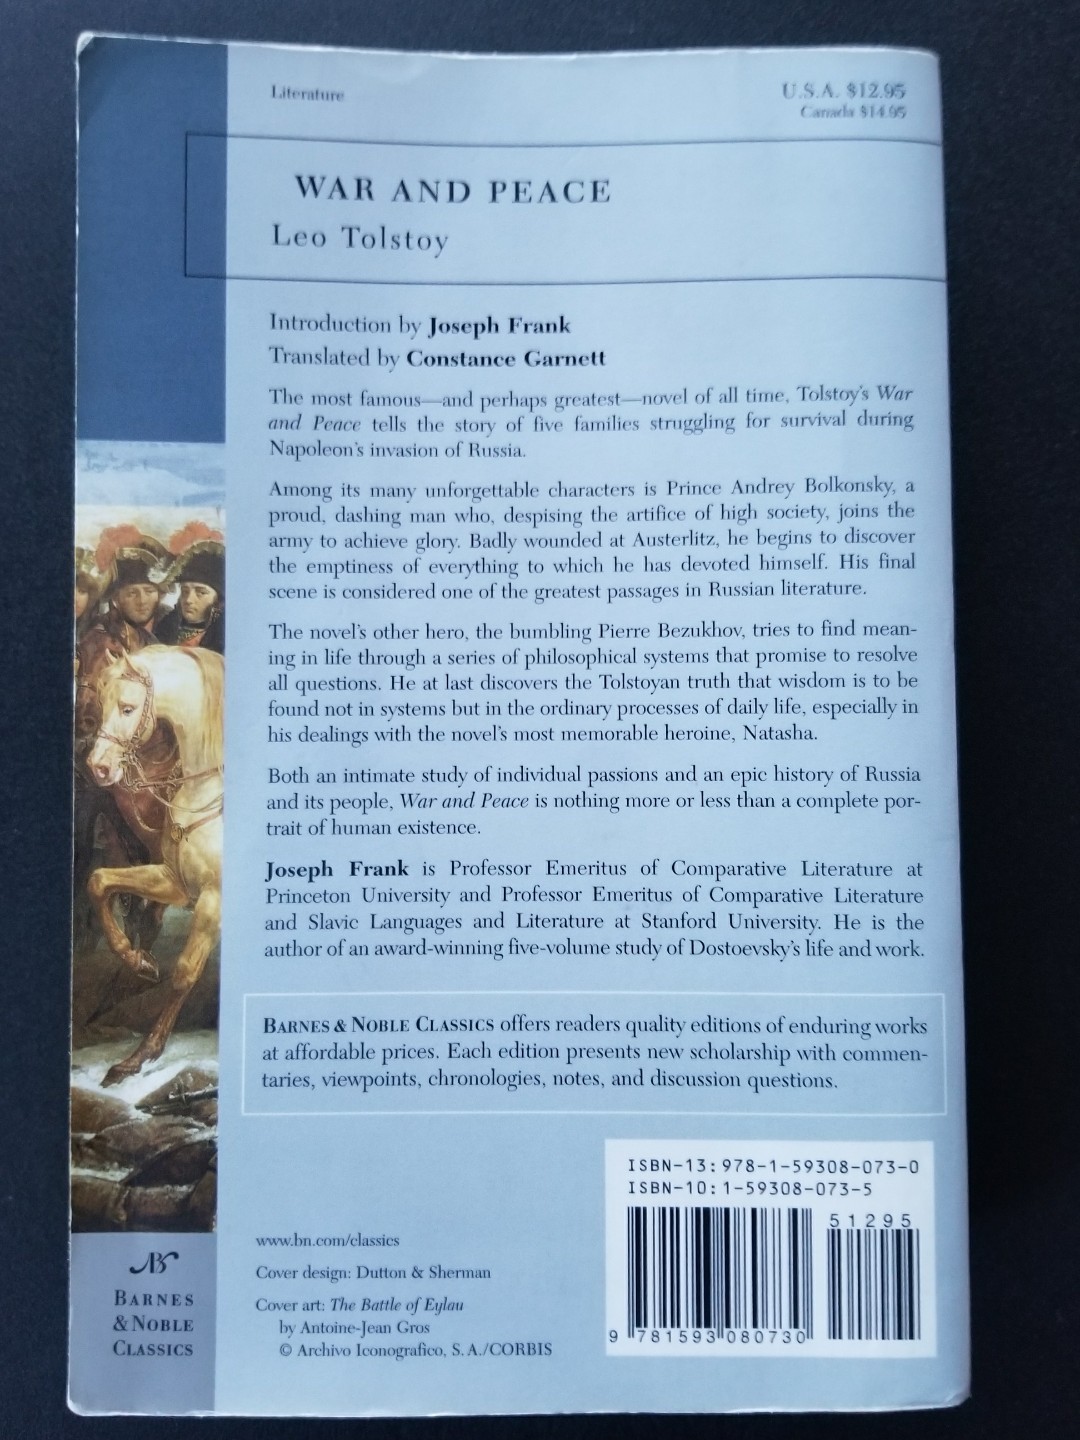 Literature
U.S.A. $12.95
Canada $14.95
WAR AND PEACE
Leo Tolstoy
Introduction by Joseph Frank
Translated by Constance Garnett
The most famous—and perhaps greatest—novel of all time, Tolstoy's War
and Peace tells the story of five families struggling for survival during
Napoleon's invasion of Russia.
Among its many unforgettable characters is Prince Andrey Bolkonsky, a
proud, dashing man who, despising the artifice of high society, joins the
army to achieve glory. Badly wounded at Austerlitz, he begins to discover
the emptiness of everything to which he has devoted himself. His final
scene is considered one of the greatest passages in Russian literature.
The novel's other hero, the bumbling Pierre Bezukhov, tries to find mean-
ing in life through a series of philosophical systems that promise to resolve
all questions. He at last discovers the Tolstoyan truth that wisdom is to be
found not in systems but in the ordinary processes of daily life, especially in
his dealings with the novel's most memorable heroine, Natasha.
Both an intimate study of individual passions and an epic history of Russia
and its people, War and Peace is nothing more or less than a complete por-
trait of human existence.
Joseph Frank is Professor Emeritus of Comparative Literature at
Princeton University and Professor Emeritus of Comparative Literature
and Slavic Languages and Literature at Stanford University. He is the
author of an award-winning five-volume study of Dostoevsky's life and work.
BARNES & NOBLE CLASSICS offers readers quality editions of enduring works
at affordable prices. Each edition presents new scholarship with commen-
taries, viewpoints, chronologies, notes, and discussion questions.
ISBN-13: 978-1-59308-073-0
ISBN-10: 1-59308-073-5
51295
9 781593 080730
www.bn.com/classics
Cover design: Dutton & Sherman
Cover art: The Battle of Eylau
by Antoine-Jean Gros
© Archivo Iconografico, S.A./CORBIS
BN
BARNES
& NOBLE
CLASSICS